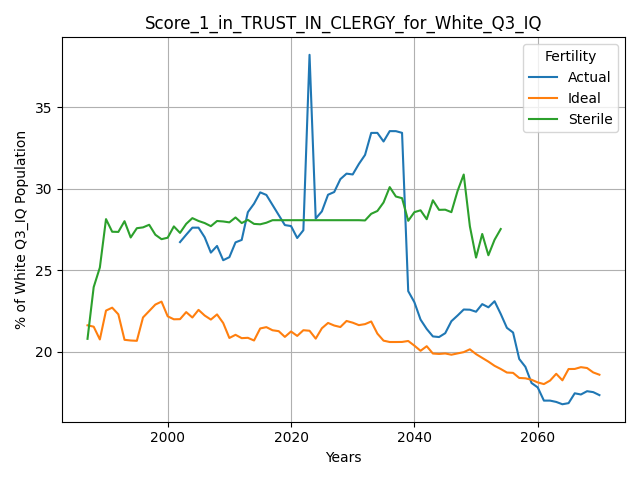 Score_1_in_TRUST_IN_CLERGY_for_White_Q3_IQ
Fertility
Actual
Ideal
Sterile
% of White Q3_IQ Population
35
30
25
20
2000
2020
2040
2060
Years